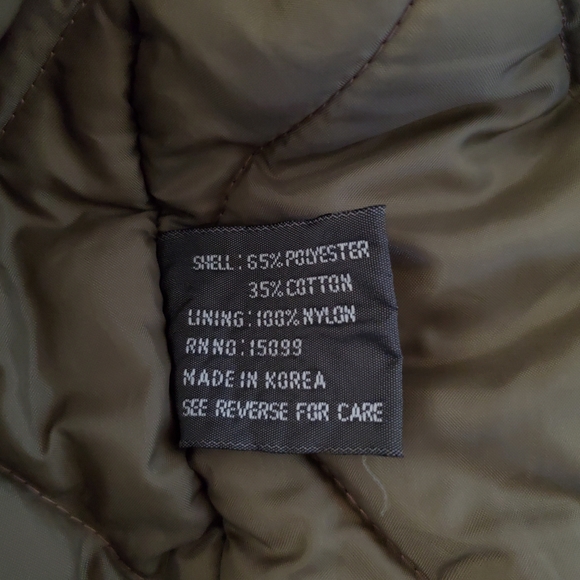 SHELL: 65% POLYESTER
35% COTTON
LINING: 100% NYLON
RN NO: 15099
MADE IN KOREA
SEE REVERSE FOR CARE